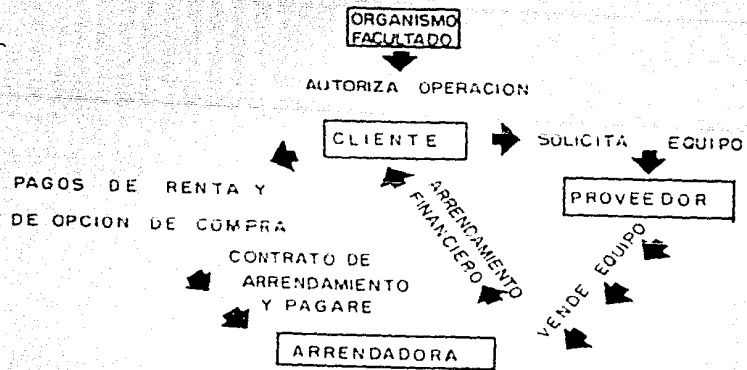 ORGANISMO
FACULTADO
AUTORIZA OPERACION
CLIENTE
SOLICITA EQUIPO
PAGOS DE RENTA Y
DE OPCION DE COMPRA
PROVEEDOR
ARRENDAMIENTO
FINANCIERO
CONTRATO DE
ARRENDAMIENTO
Y PAGARE
VENDE EQUIPO
ARRENDADORA